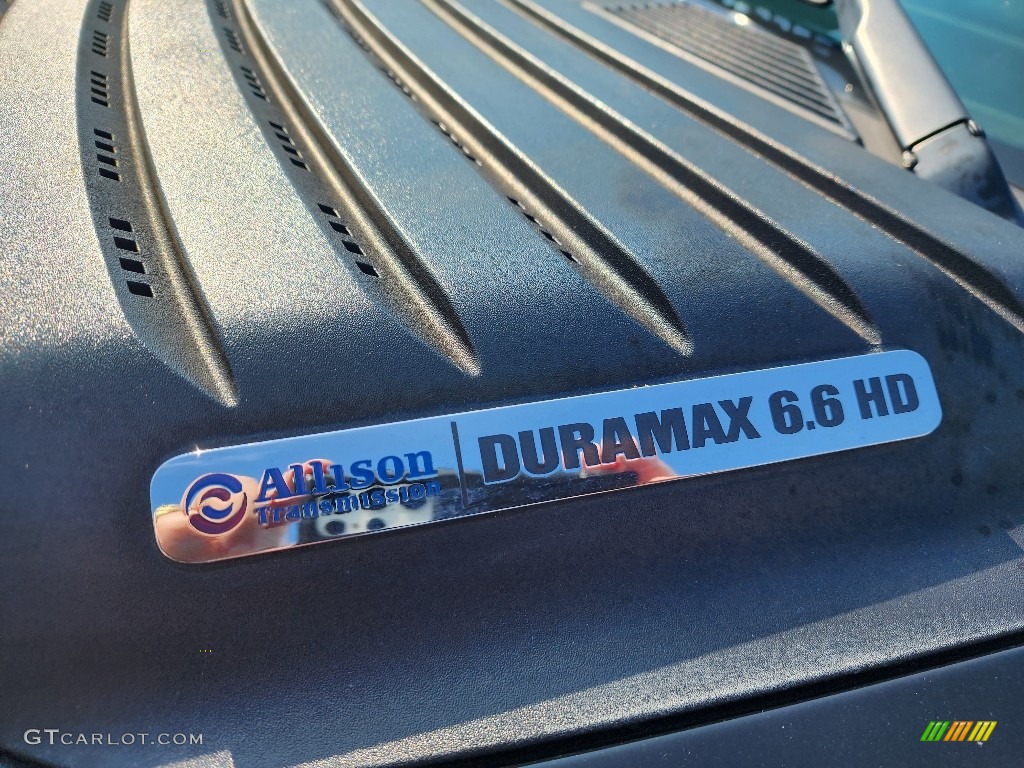 Allison
Transmission
DURAMAX 6.6 HD
GTCARLOT.COM